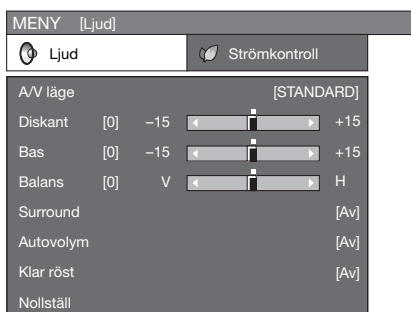 MENY [Ljud]
Ljud Strömkontroll
A/V läge [STANDARD]
Diskant [0] –15 +15
Bas [0] –15 +15
Balans [0] V H
Surround [Av]
Autovolym [Av]
Klar röst [Av]
Nollställ